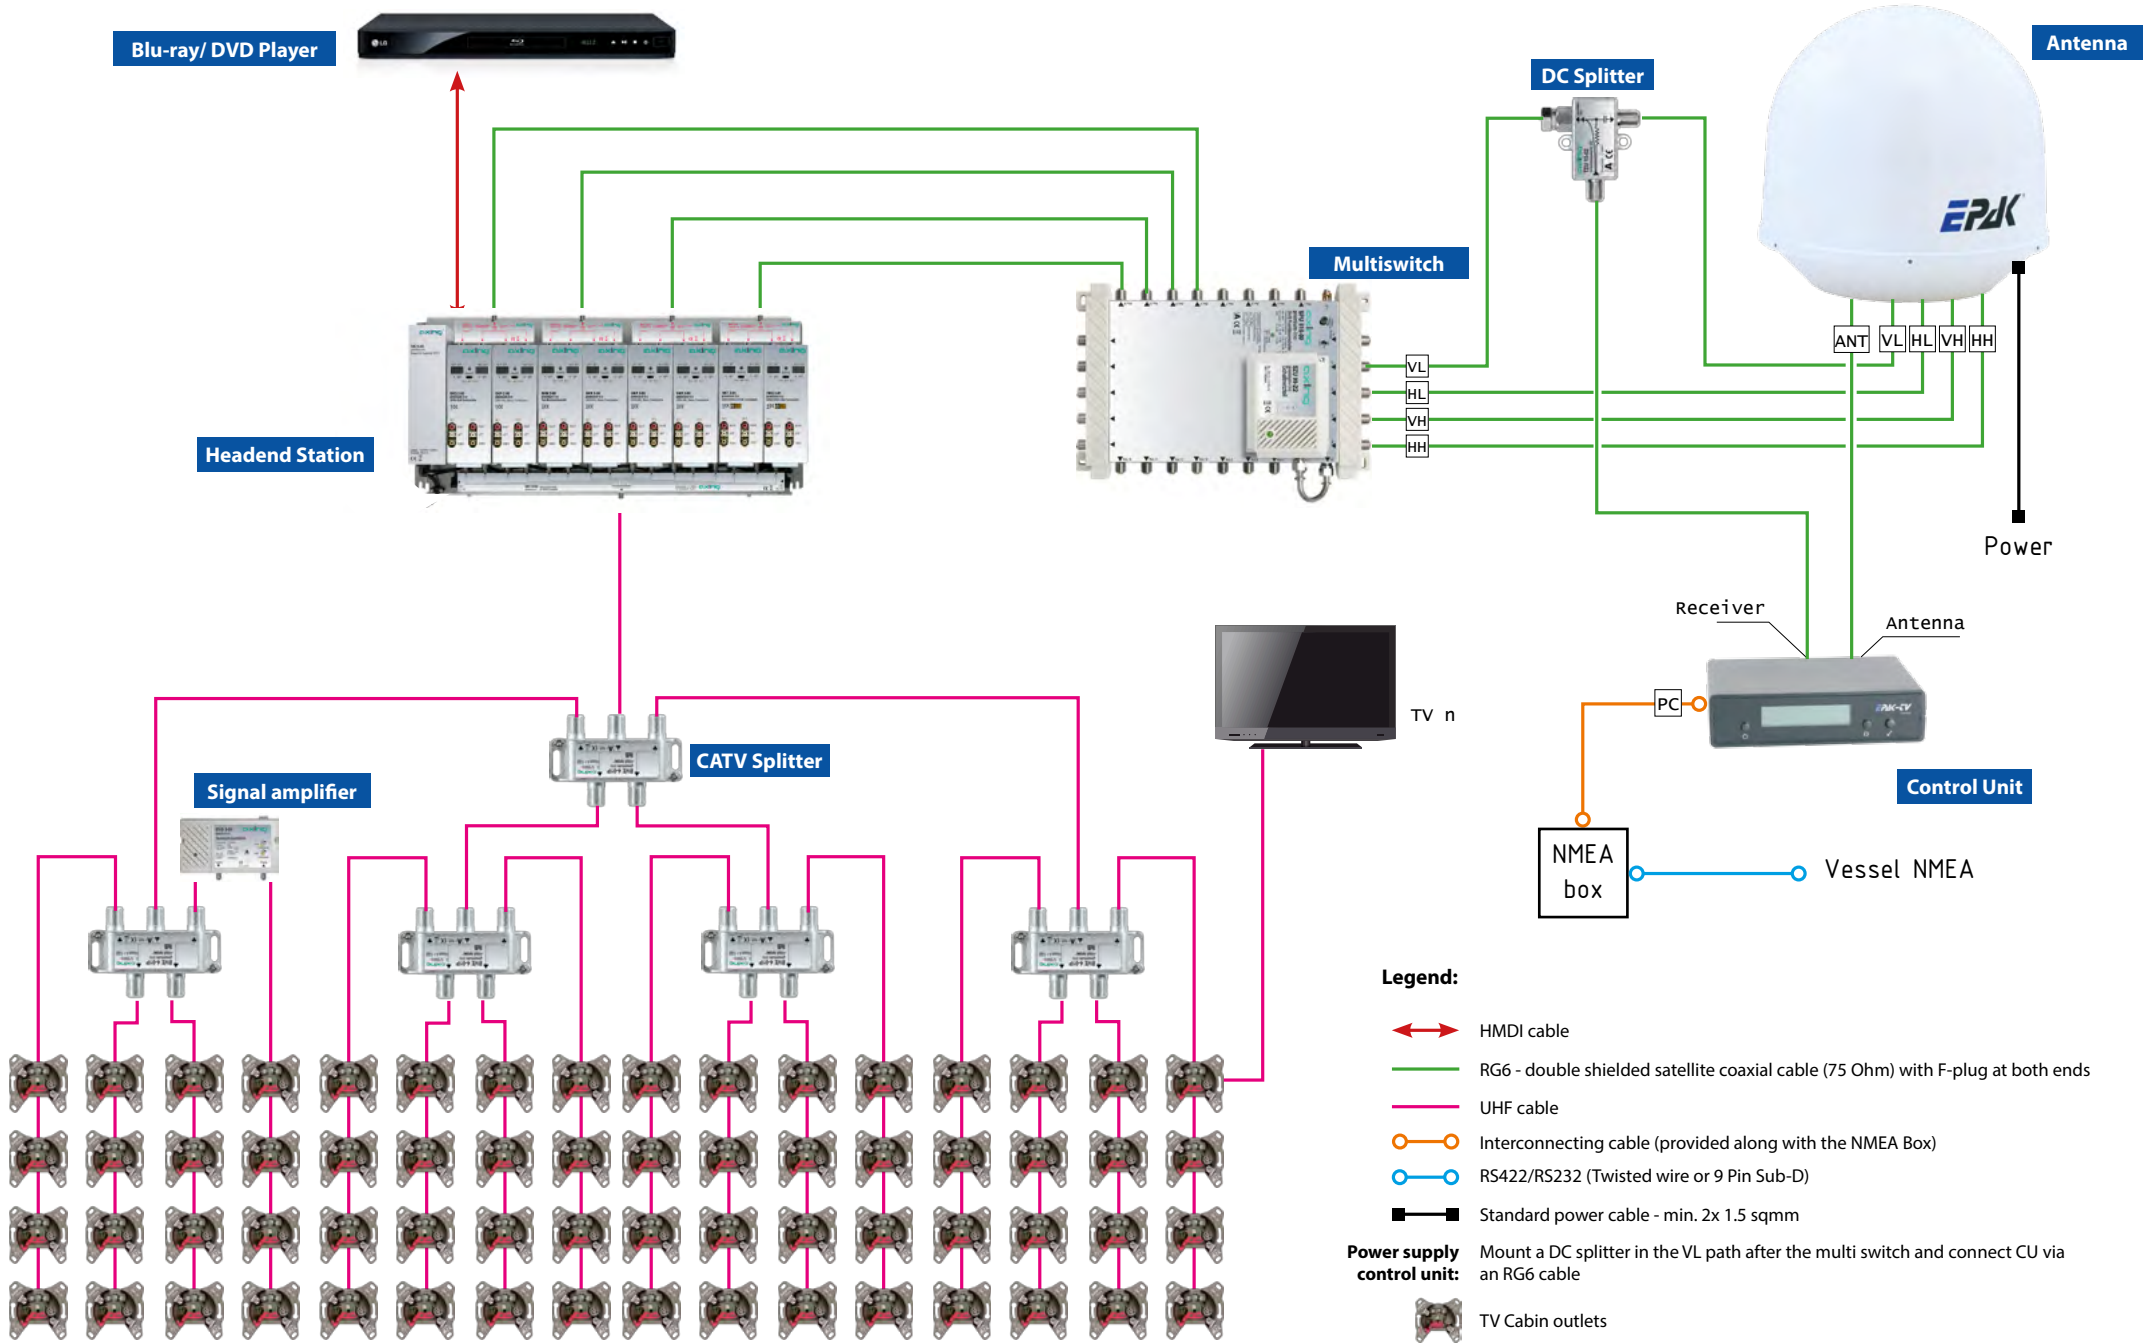 Blu-ray/ DVD Player
LG
DC Splitter
Antenna
EPAK
Multiswitch
ANT
VL
HL
VH
HH
VL
HL
VH
HH
Headend Station
axing
Power
Receiver
Antenna
PC
EPAK-TV
TV n
CATV Splitter
Signal amplifier
Control Unit
NMEA
box
Vessel NMEA
Legend:
HMDI cable
RG6 - double shielded satellite coaxial cable (75 Ohm) with F-plug at both ends
UHF cable
Interconnecting cable (provided along with the NMEA Box)
RS422/RS232 (Twisted wire or 9 Pin Sub-D)
Standard power cable - min. 2x 1.5 sqmm
Power supply control unit:
Mount a DC splitter in the VL path after the multi switch and connect CU via
an RG6 cable
TV Cabin outlets